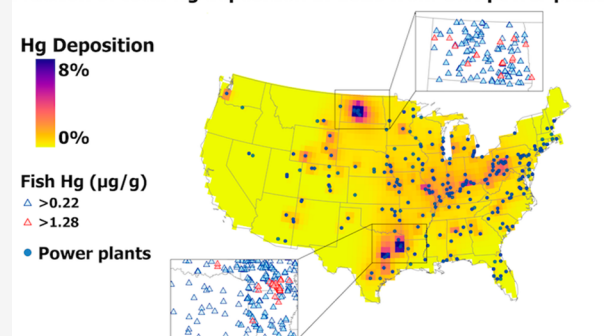 Hg Deposition
8%
0%
Fish Hg (µg/g)
>0.22
>1.28
Power plants